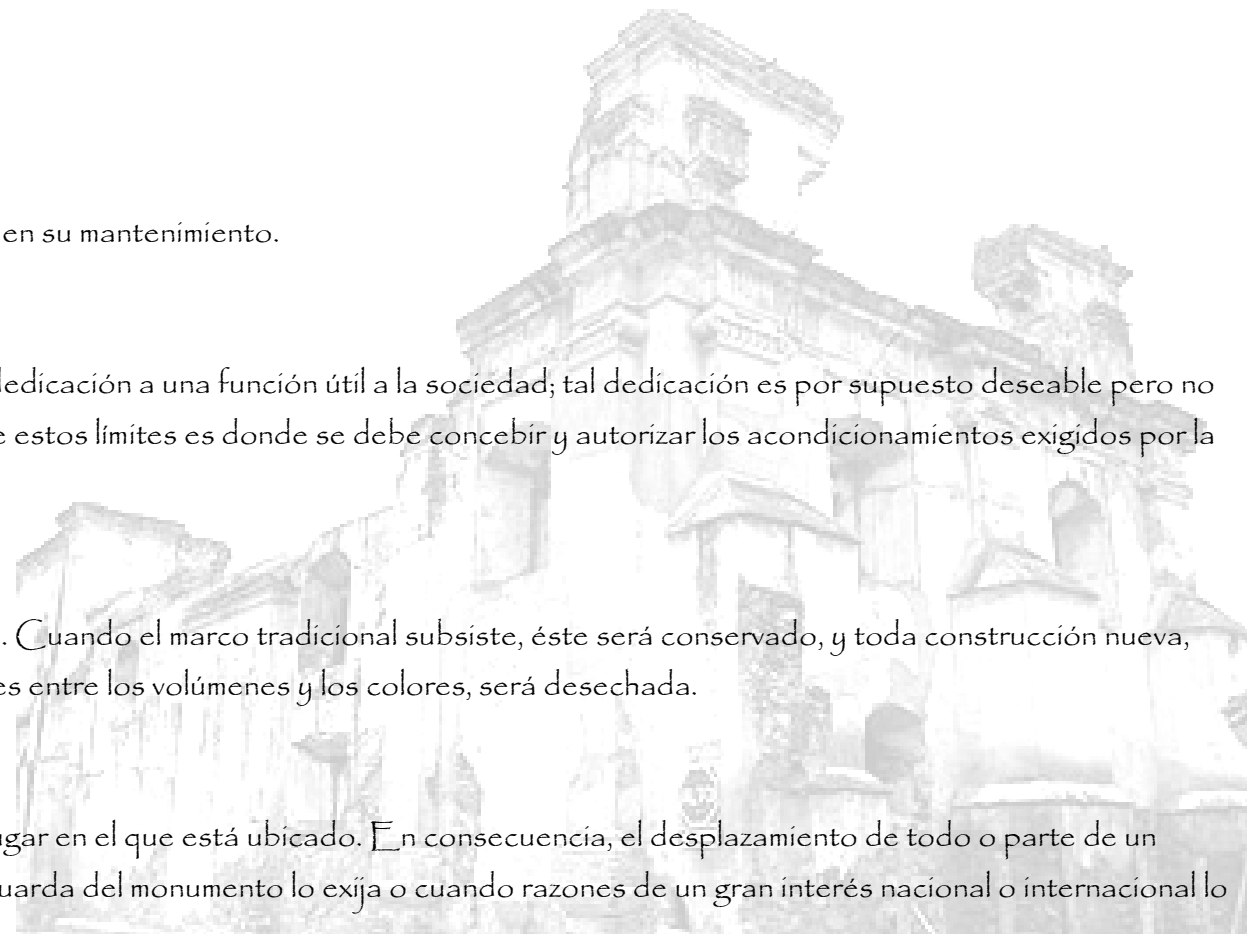 en su mantenimiento.
dedicación a una función útil a la sociedad; tal dedicación es por supuesto deseable pero no
e estos límites es donde se debe concebir y autorizar los acondicionamientos exigidos por la
. Cuando el marco tradicional subsiste, éste será conservado, y toda construcción nueva,
es entre los volúmenes y los colores, será desechada.
ugar en el que está ubicado. En consecuencia, el desplazamiento de todo o parte de un
uarda del monumento lo exija o cuando razones de un gran interés nacional o internacional lo